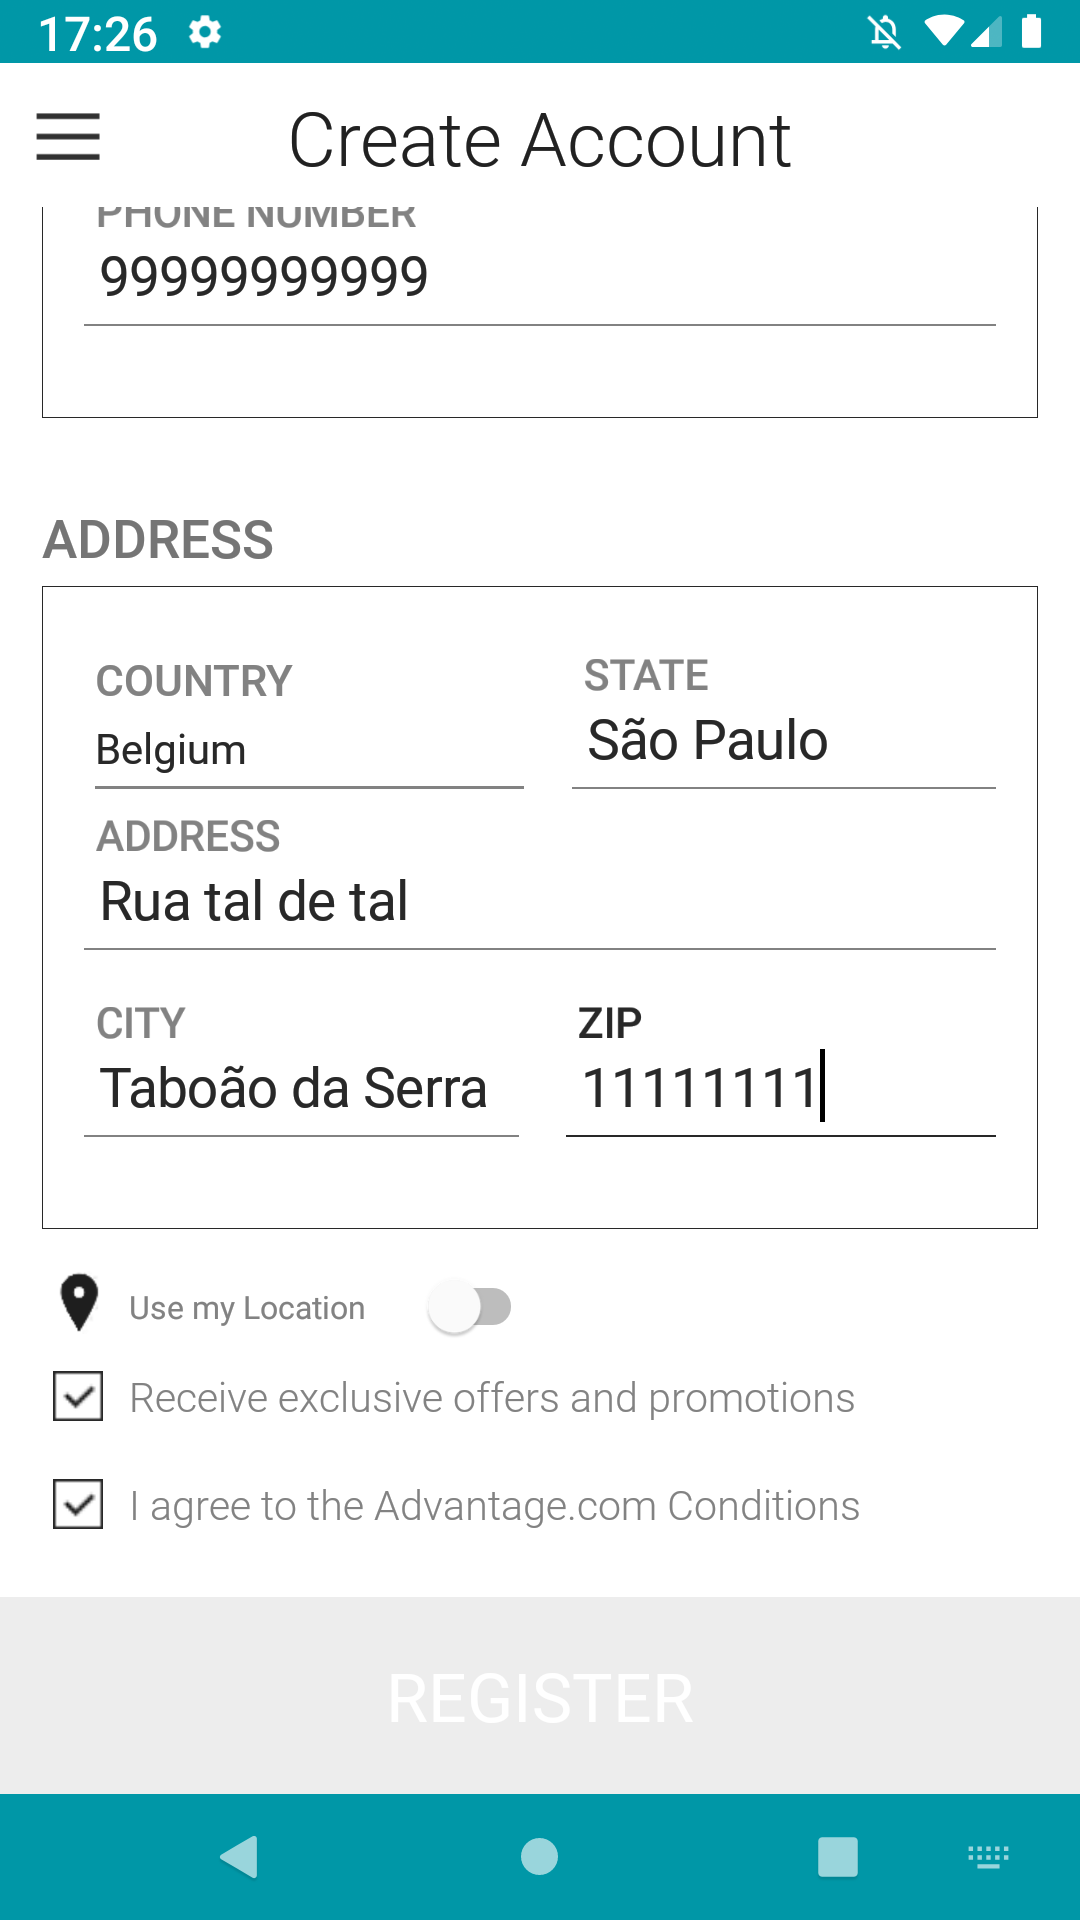 17:26
Create Account
PHONE NUMBER
99999999999
ADDRESS
COUNTRY
STATE
Belgium
São Paulo
ADDRESS
Rua tal de tal
CITY
ZIP
Taboão da Serra
11111111
Use my Location
Receive exclusive offers and promotions
I agree to the Advantage.com Conditions
REGISTER